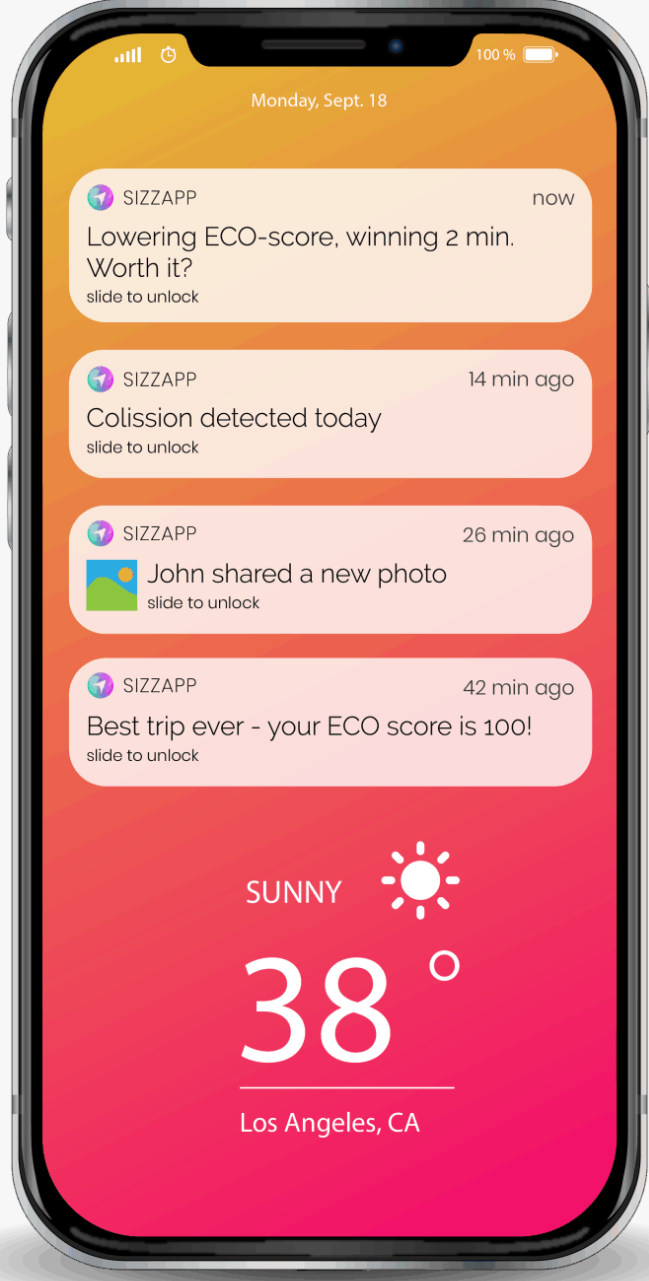 100 %
Monday, Sept. 18
SIZZAPP now
Lowering ECO-score, winning 2 min.
Worth it?
slide to unlock
SIZZAPP 14 min ago
Colission detected today
slide to unlock
SIZZAPP 26 min ago
John shared a new photo
slide to unlock
SIZZAPP 42 min ago
Best trip ever - your ECO score is 100!
slide to unlock
SUNNY
38 °
Los Angeles, CA